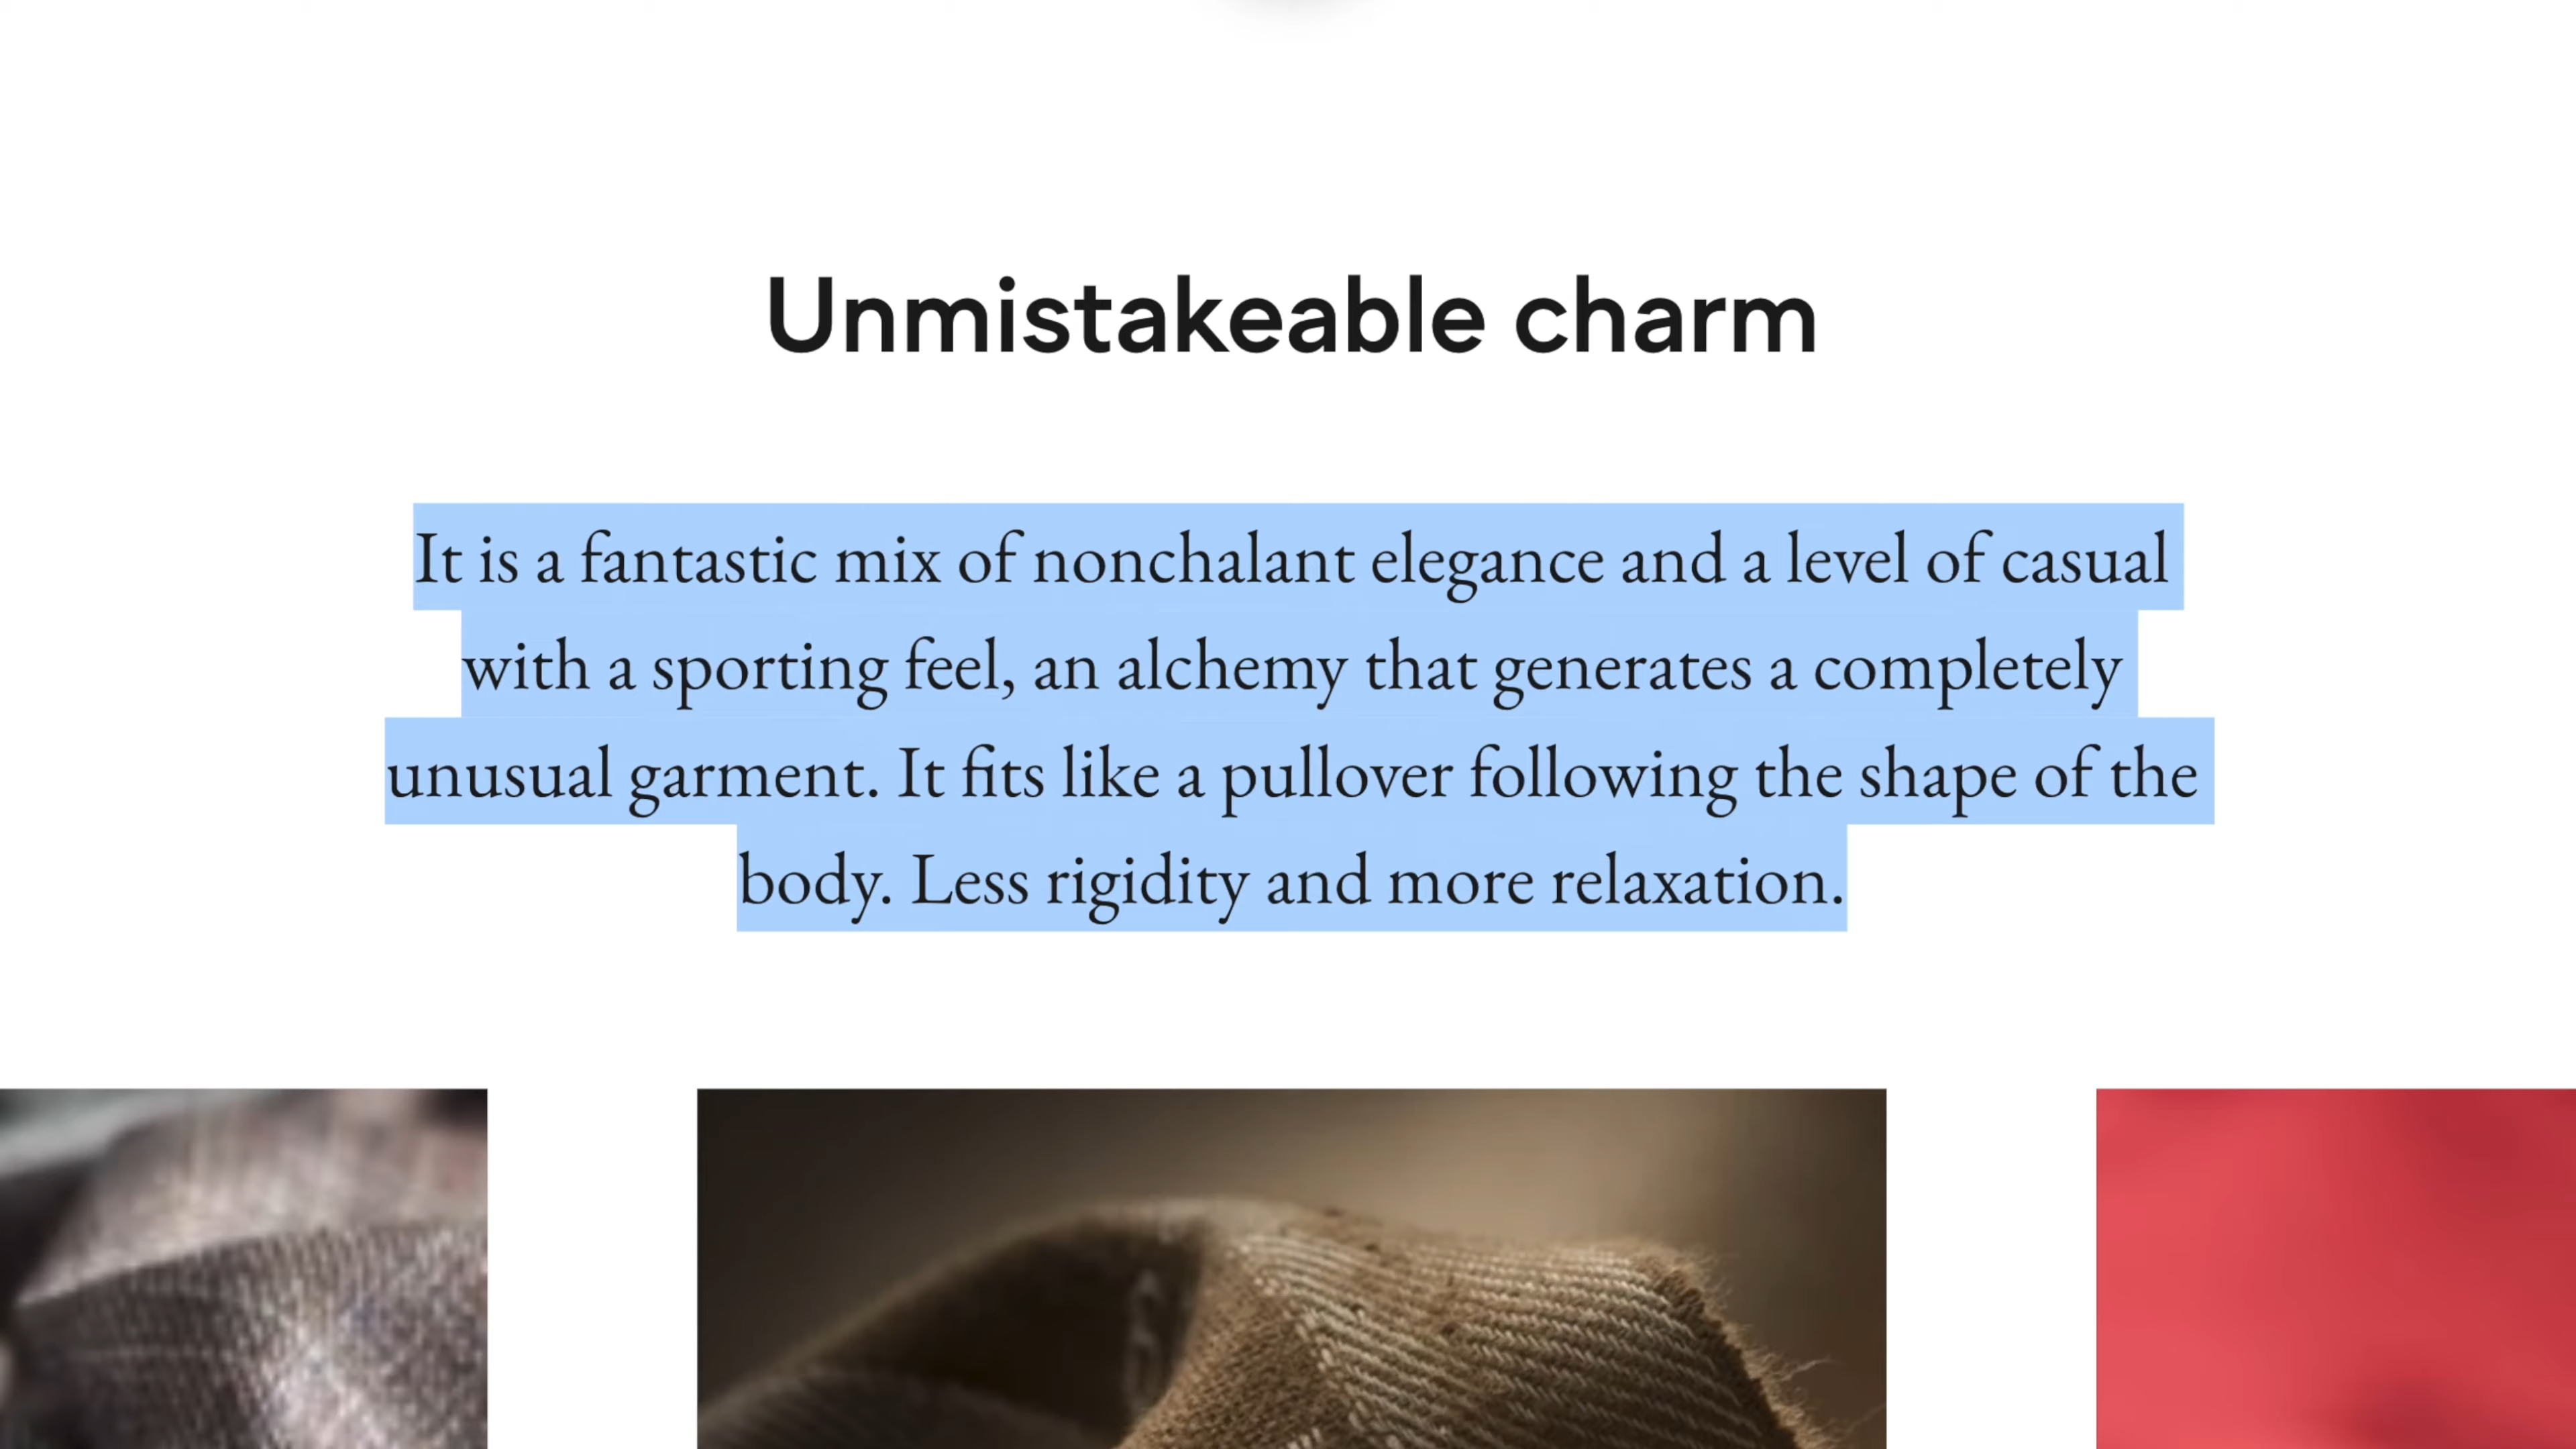 Unmistakeable charm
It is a fantastic mix of nonchalant elegance and a level of casual
with a sporting feel, an alchemy that generates a completely
unusual garment. It fits like a pullover following the shape of the
body. Less rigidity and more relaxation.